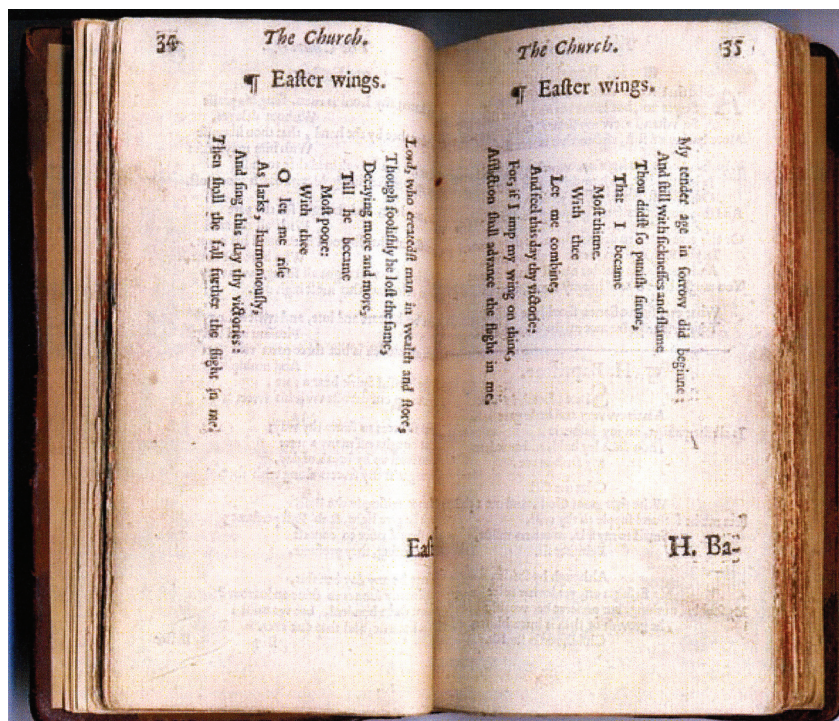 34
The Church.
¶ Eaſter wings.
Lord, who createdſt man in wealth and ſtore,
Though fooliſhly he loſt the ſame,
Decaying more and more,
Till he became
Moſt poore:
With thee
O let me riſe
As larks, harmoniouſly,
And ſing this day thy victories:
Then ſhall the fall further the flight in me.
Eaſ
The Church.
35
¶ Eaſter wings.
My tender age in ſorrow did beginne:
And ſtill with ſickneſſes and ſhame
Thou didſt ſo puniſh ſinne,
That I became
Moſt thinne.
With thee
Let me combine,
And feel this day thy victorie:
For, if I imp my wing on thine,
Affliction ſhall advance the flight in me.
H. Ba-